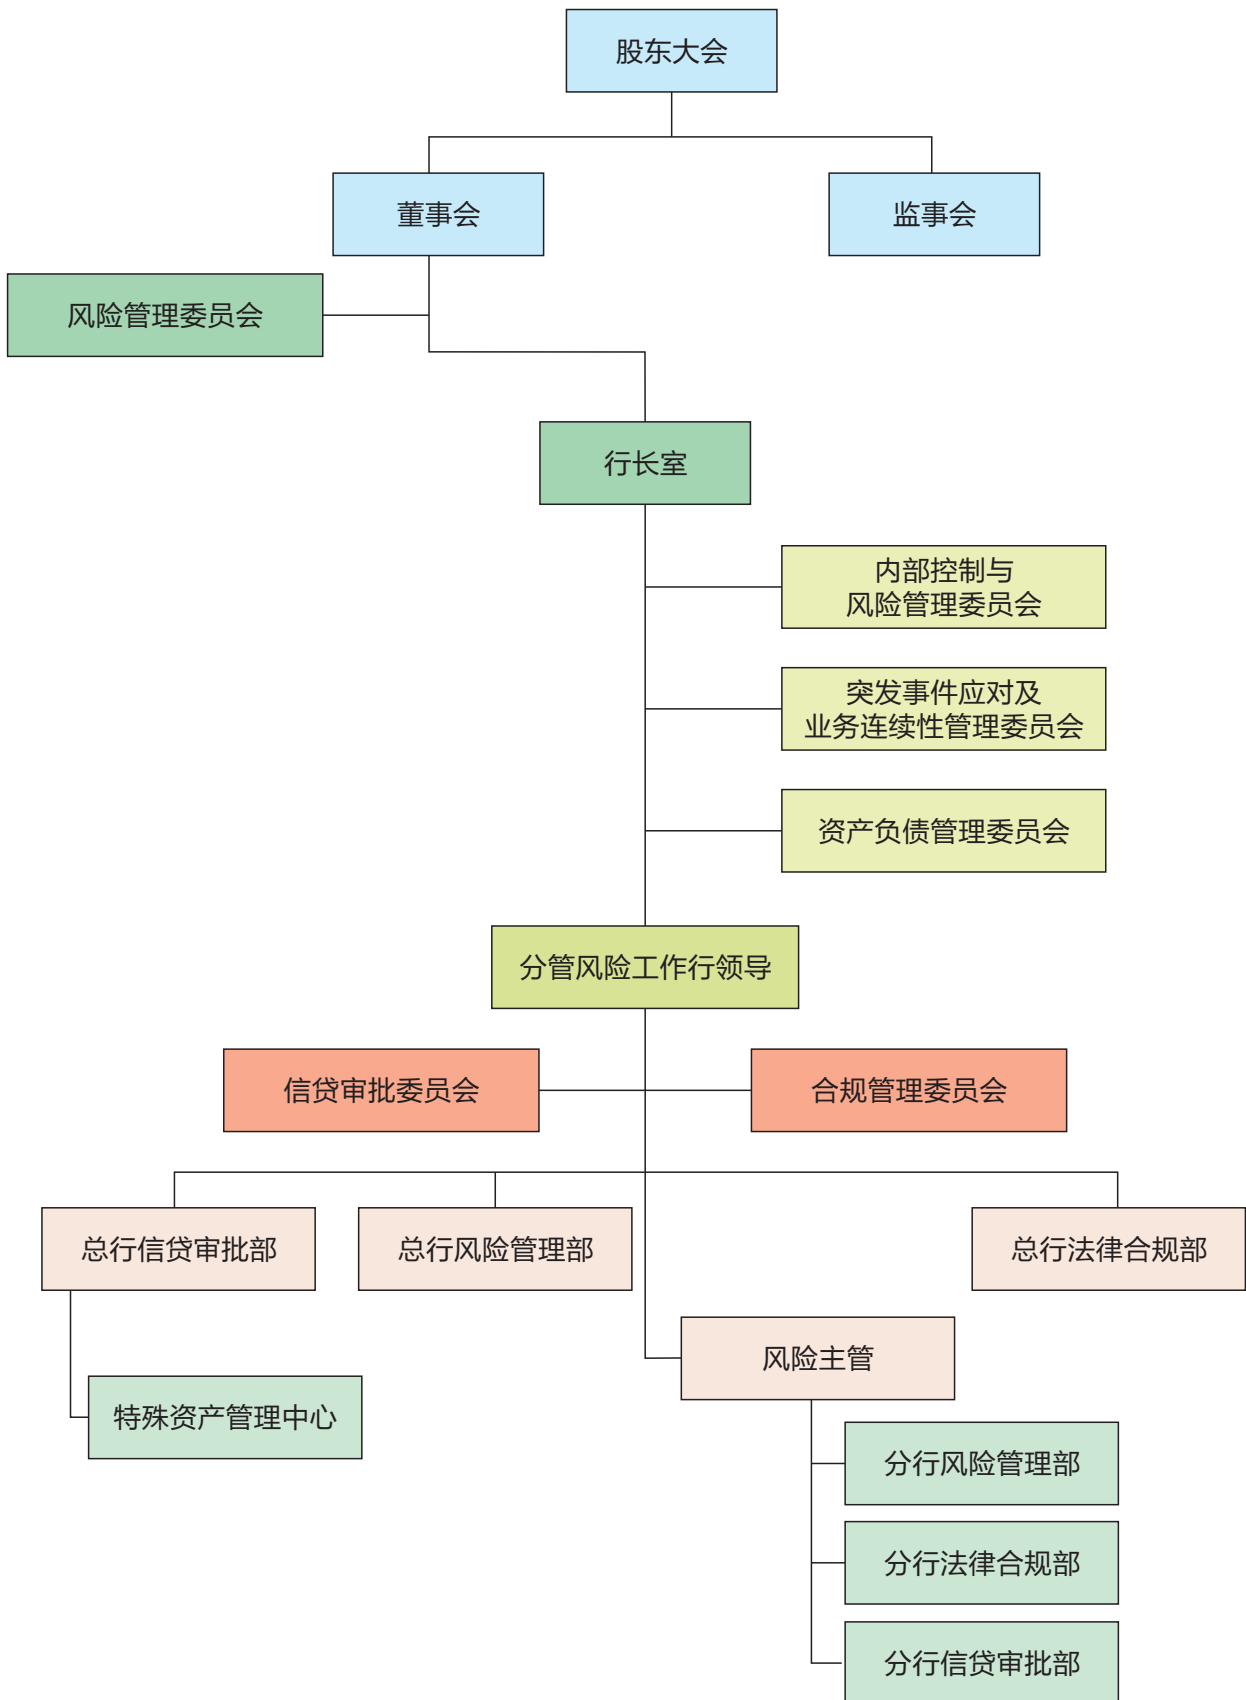 股东大会
董事会
监事会
风险管理委员会
行长室
内部控制与
风险管理委员会
突发事件应对及
业务连续性管理委员会
资产负债管理委员会
分管风险工作行领导
信贷审批委员会
合规管理委员会
总行信贷审批部
总行风险管理部
总行法律合规部
风险主管
特殊资产管理中心
分行风险管理部
分行法律合规部
分行信贷审批部